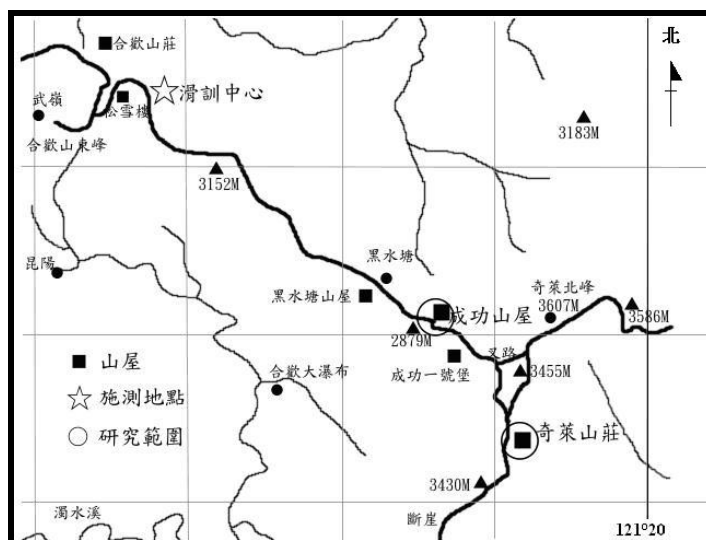 合歡山莊
北
武嶺
松雪樓
滑訓中心
3183M
合歡山東峰
3152M
昆陽
黑水塘
奇萊北峰
黑水塘山屋
成功山屋
3607M
3586M
2879M
叉路
山屋
合歡大瀑布
成功一號堡
3455M
施測地點
研究範圍
奇萊山莊
3430M
濁水溪
斷崖
121°20